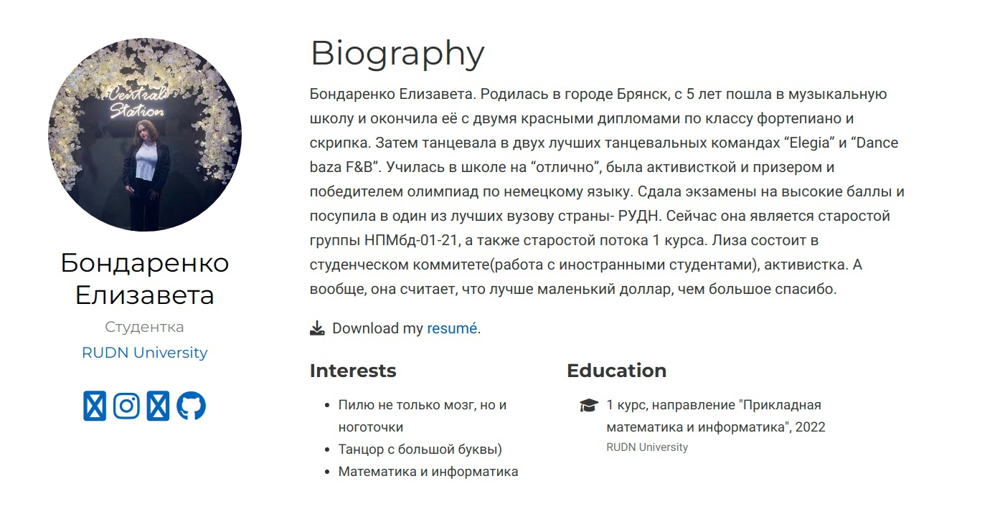 Central
Station
Бондаренко
Елизавета
Студентка
RUDN University
Biography
Бондаренко Елизавета. Родилась в городе Брянск, с 5 лет пошла в музыкальную
школу и окончила её с двумя красными дипломами по классу фортепиано и
скрипка. Затем танцевала в двух лучших танцевальных командах “Elegia” и “Dance
baza F&B”. Училась в школе на “отлично”, была активисткой и призером и
победителем олимпиад по немецкому языку. Сдала экзамены на высокие баллы и
посупила в один из лучших вузову страны- РУДН. Сейчас она является старостой
группы НПМбд-01-21, а также старостой потока 1 курса. Лиза состоит в
студенческом коммитете(работа с иностранными студентами), активистка. А
вообще, она считает, что лучше маленький доллар, чем большое спасибо.
Download my resumé.
Interests
Пилю не только мозг, но и
ноготочки
Танцор с большой буквы)
Математика и информатика
Education
1 курс, направление "Прикладная
математика и информатика", 2022
RUDN University